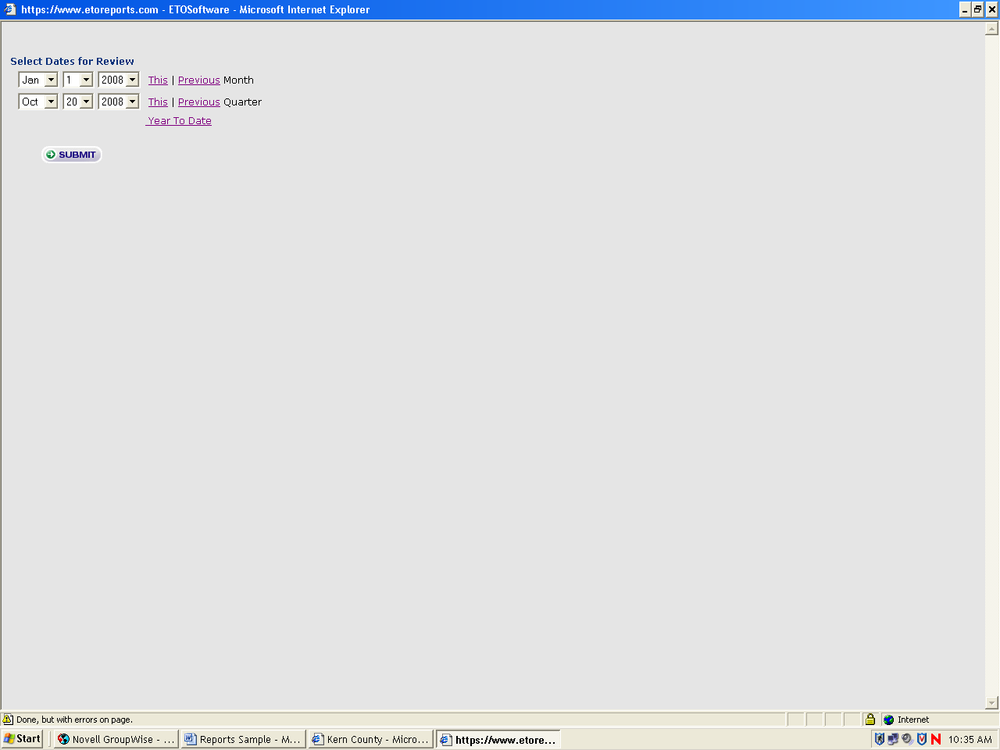 https://www.etoreports.com - ETOSoftware - Microsoft Internet Explorer
Select Dates for Review
Jan 1 2008 This | Previous Month
Oct 20 2008 This | Previous Quarter
Year To Date
SUBMIT
Done, but with errors on page.
Internet
Start
Novell GroupWise - ...
Reports Sample - M...
Kern County - Micro...
https://www.etore...
10:35 AM